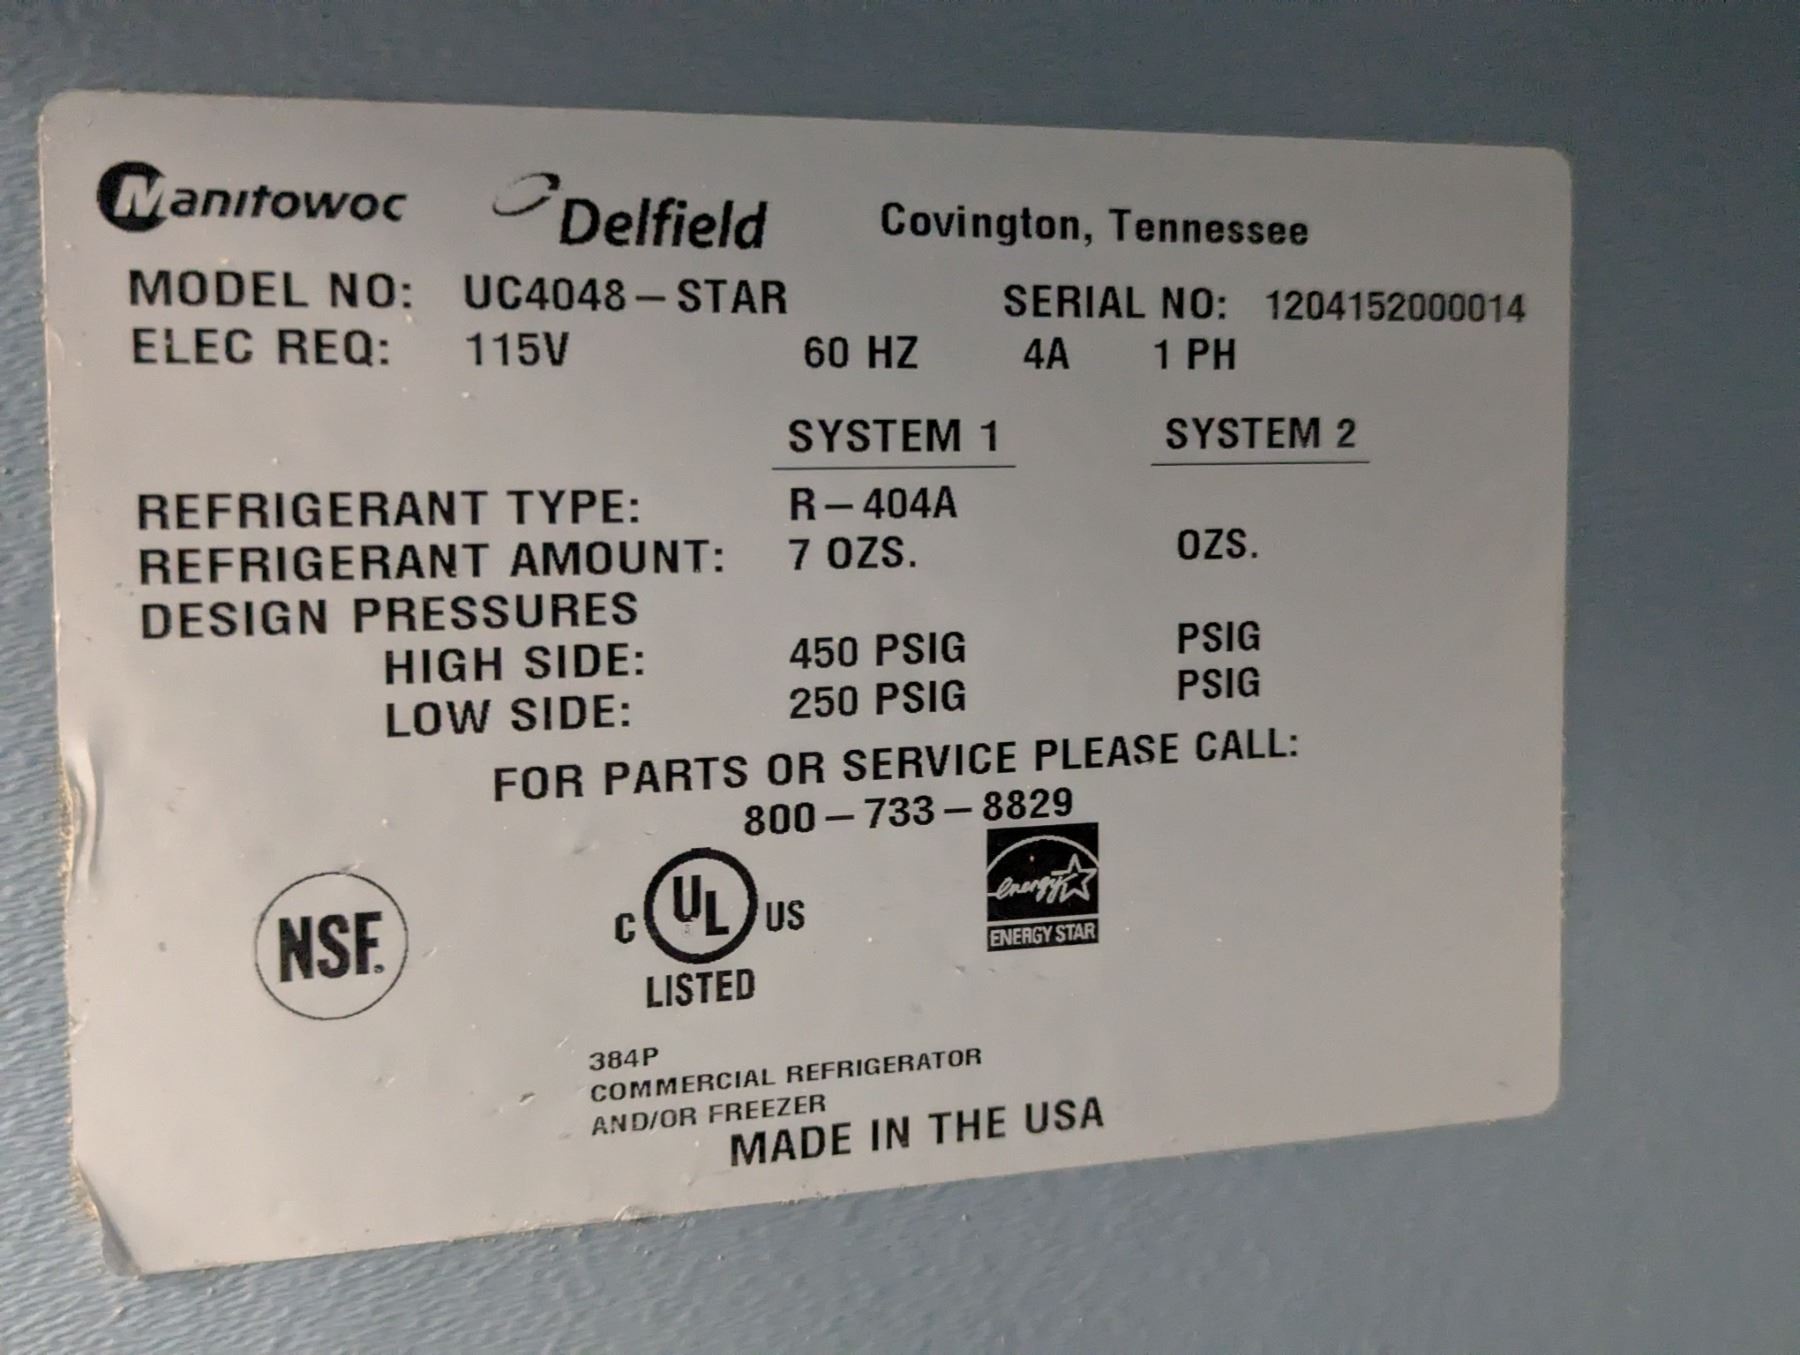 Manitowoc Delfield Covington, Tennessee
MODEL NO: UC4048-STAR SERIAL NO: 1204152000014
ELEC REQ: 115V 60 HZ 4A 1 PH
SYSTEM 1 SYSTEM 2
REFRIGERANT TYPE: R-404A
REFRIGERANT AMOUNT: 7 OZS. OZS.
DESIGN PRESSURES
HIGH SIDE: 450 PSIG PSIG
LOW SIDE: 250 PSIG PSIG
FOR PARTS OR SERVICE PLEASE CALL:
800-733-8829
NSF.
C UL US
LISTED
energy
ENERGY STAR
384P
COMMERCIAL REFRIGERATOR
AND/OR FREEZER
MADE IN THE USA